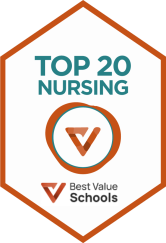 TOP 20
NURSING
Best Value
Schools